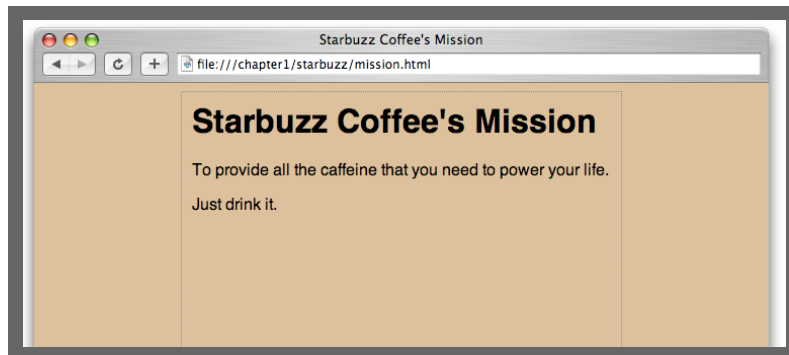 Starbuzz Coffee's Mission
file:///chapter1/starbuzz/mission.html
Starbuzz Coffee's Mission
To provide all the caffeine that you need to power your life.
Just drink it.